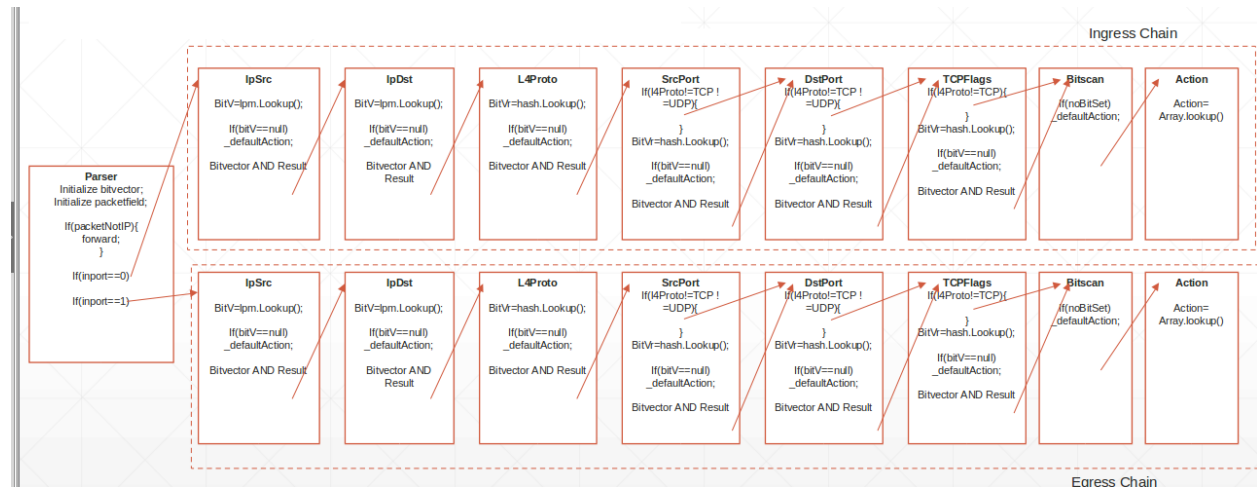 Ingress Chain
IpSrc
BitV=lpm.Lookup();
If(bitV==null)
_defaultAction;
Bitvector AND Result
IpDst
BitV=lpm.Lookup();
If(bitV==null)
_defaultAction;
Bitvector AND
Result
L4Proto
BitVr=hash.Lookup();
If(bitV==null)
_defaultAction;
Bitvector AND Result
SrcPort
If(l4Proto!=TCP !
=UDP){
}
BitVr=hash.Lookup();
If(bitV==null)
_defaultAction;
Bitvector AND Result
DstPort
If(l4Proto!=TCP !
=UDP){
}
BitVr=hash.Lookup();
If(bitV==null)
_defaultAction;
Bitvector AND Result
TCPFlags
If(l4Proto!=TCP){
}
BitVr=hash.Lookup();
If(bitV==null)
_defaultAction;
Bitvector AND Result
Bitscan
If(noBitSet)
_defaultAction;
Action
Action=
Array.lookup()
Parser
Initialize bitvector;
Initialize packetfield;
If(packetNotIP){
forward;
}
If(inport==0)
If(inport==1)
IpSrc
BitV=lpm.Lookup();
If(bitV==null)
_defaultAction;
Bitvector AND Result
IpDst
BitV=lpm.Lookup();
If(bitV==null)
_defaultAction;
Bitvector AND
Result
L4Proto
BitVr=hash.Lookup();
If(bitV==null)
_defaultAction;
Bitvector AND Result
SrcPort
If(l4Proto!=TCP !
=UDP){
}
BitVr=hash.Lookup();
If(bitV==null)
_defaultAction;
Bitvector AND Result
DstPort
If(l4Proto!=TCP !
=UDP){
}
BitVr=hash.Lookup();
If(bitV==null)
_defaultAction;
Bitvector AND Result
TCPFlags
If(l4Proto!=TCP){
}
BitVr=hash.Lookup();
If(bitV==null)
_defaultAction;
Bitvector AND Result
Bitscan
If(noBitSet)
_defaultAction;
Action
Action=
Array.lookup()
Egress Chain